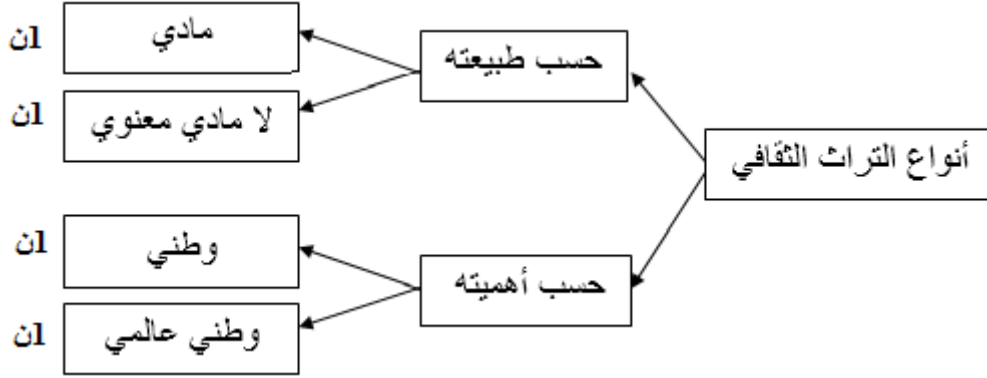 أنواع التراث الثقافي
حسب طبيعته
مادي
ان
لا مادي معنوي
ان
حسب أهميته
وطني
ان
وطني عالمي
ان